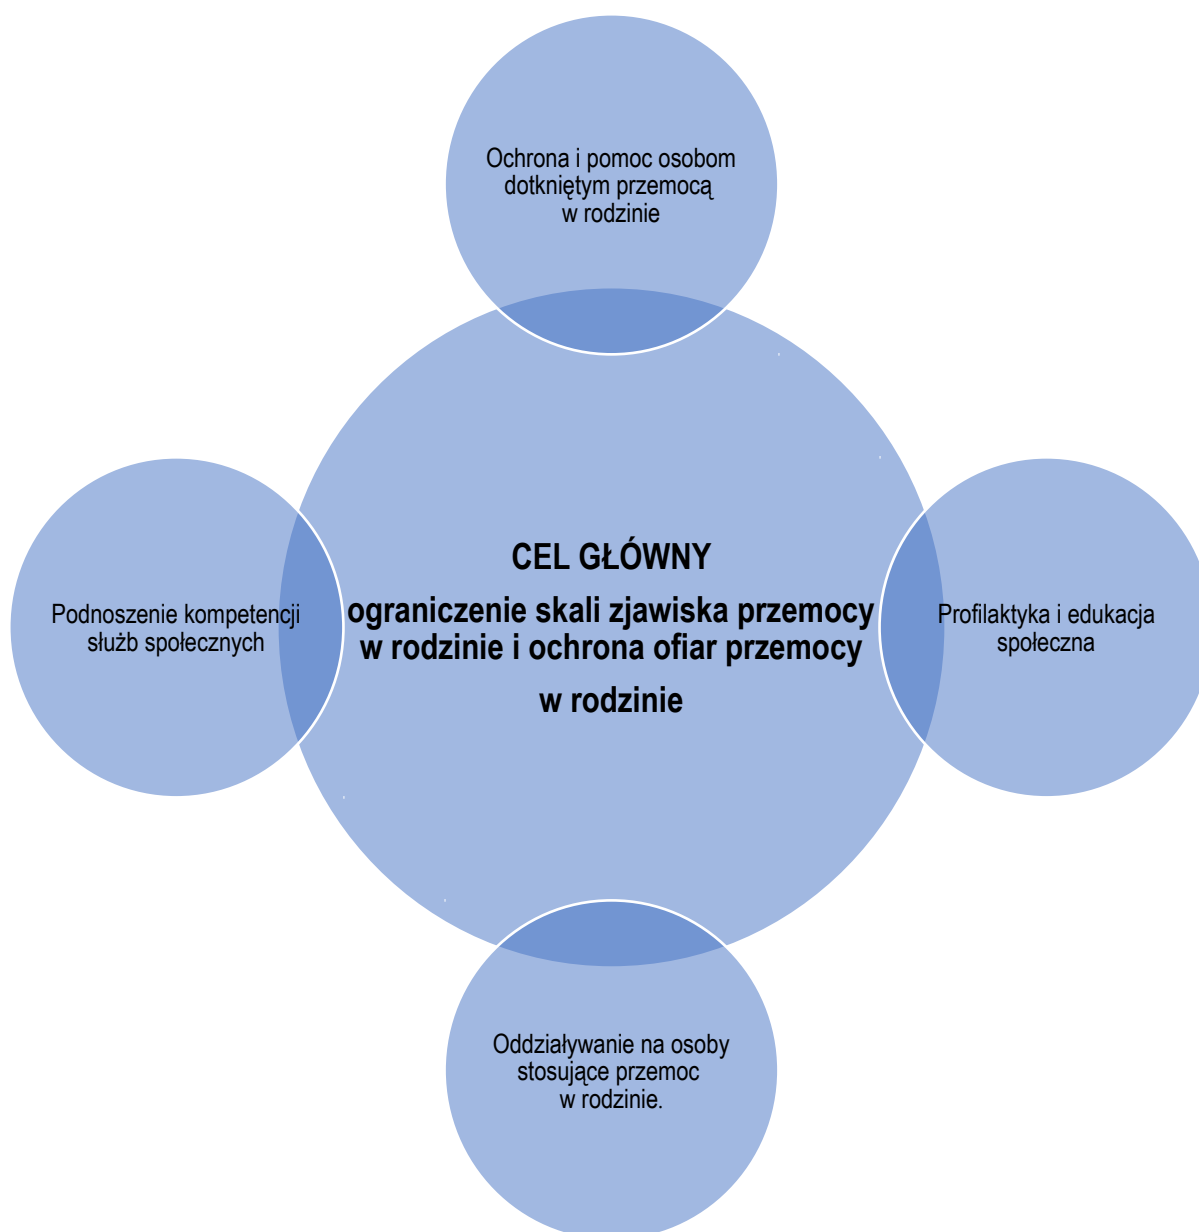 Ochrona i pomoc osobom
dotkniętym przemocą
w rodzinie
CEL GŁÓWNY
ograniczenie skali zjawiska przemocy
w rodzinie i ochrona ofiar przemocy
w rodzinie
Podnoszenie kompetencji
służb społecznych
Profilaktyka i edukacja
społeczna
Oddziaływanie na osoby
stosujące przemoc
w rodzinie.